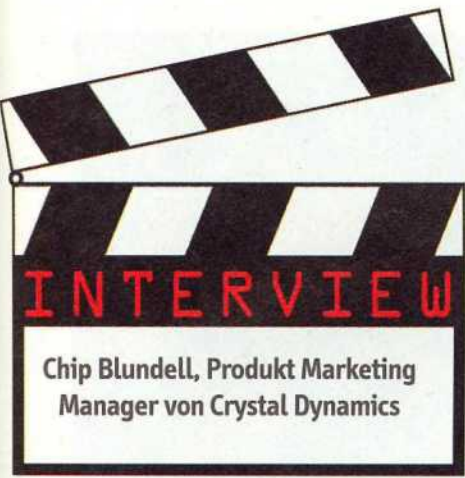 INTERVIEW
Chip Blundell, Produkt Marketing
Manager von Crystal Dynamics